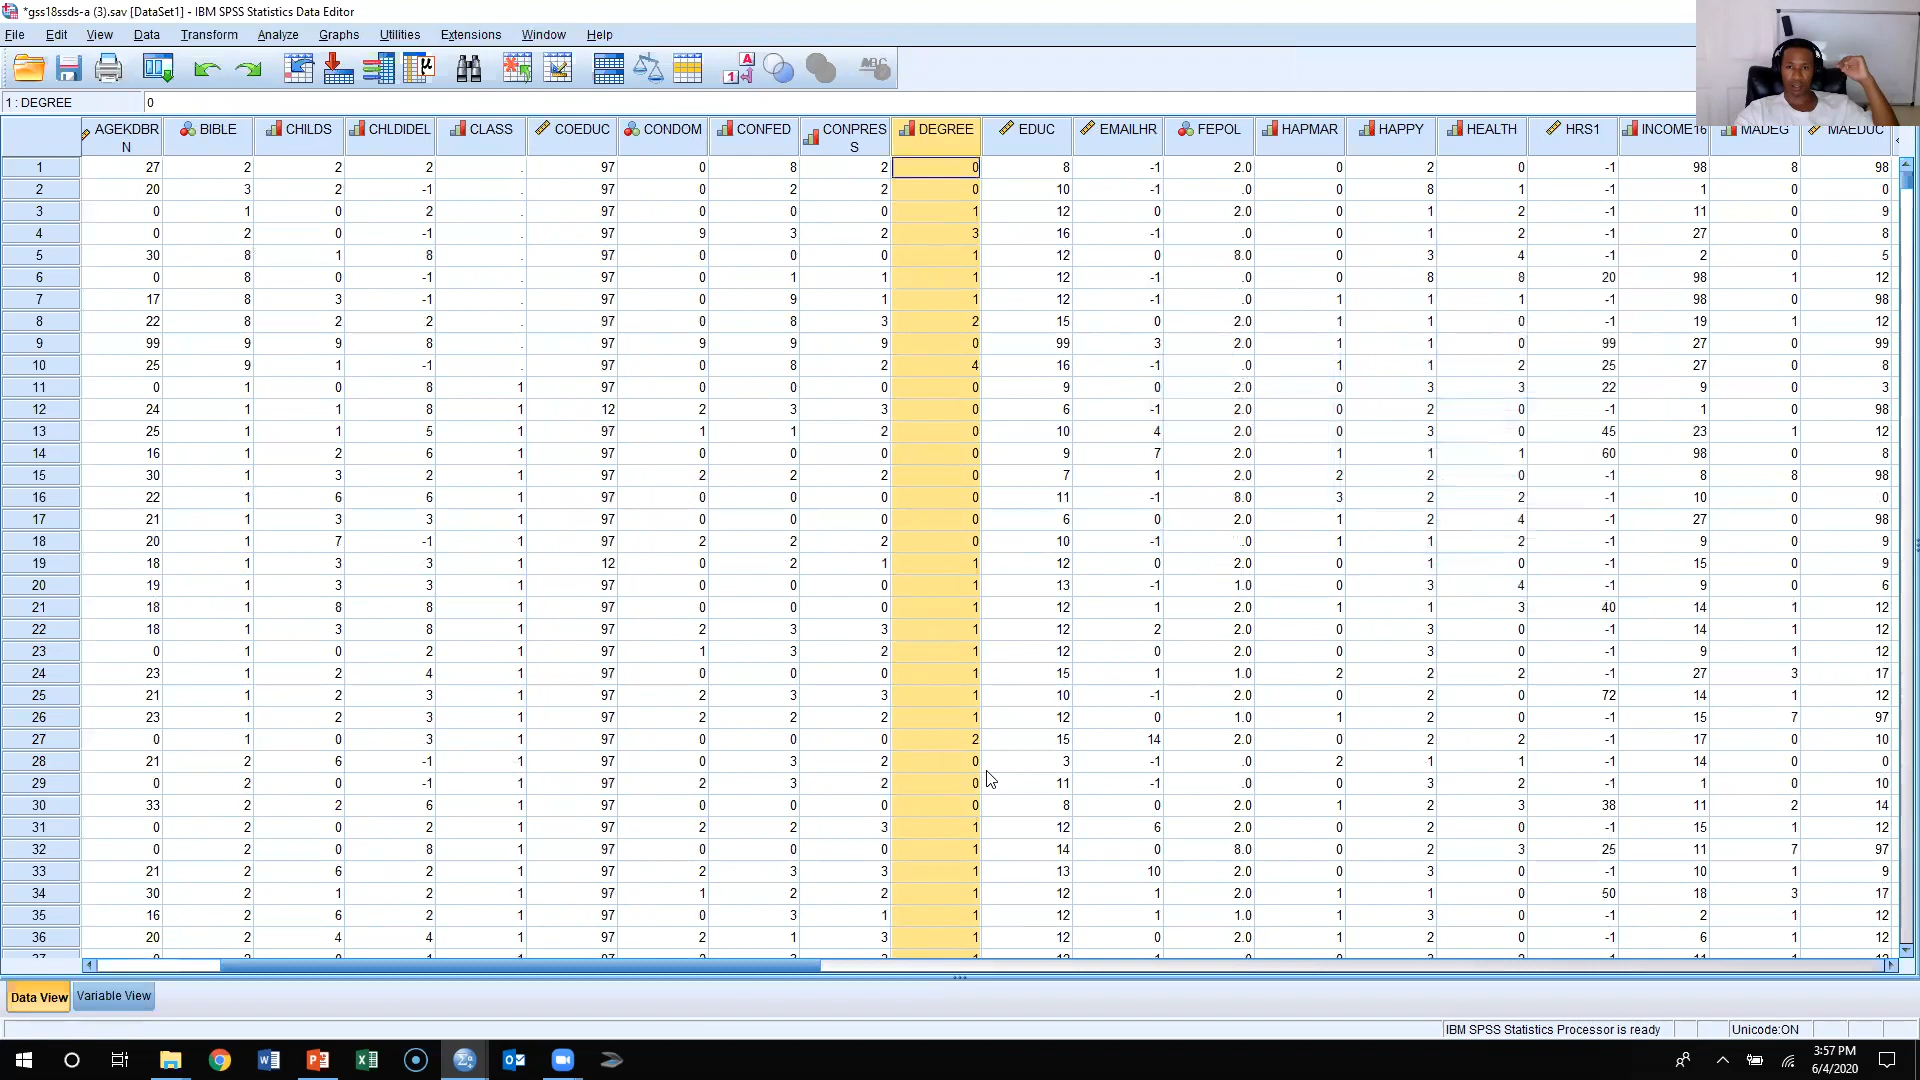 *gss18ssds-a (3).sav [DataSet1] - IBM SPSS Statistics Data Editor
File Edit View Data Transform Analyze Graphs Utilities Extensions Window Help
1 : DEGREE 0
AGEKDBRN BIBLE CHILDS CHLDIDEL CLASS COEDUC CONDOM CONFED CONPRESS DEGREE EDUC EMAILHR FEPOL HAPMAR HAPPY HEALTH HRS1 INCOME16 MADEG MAEDUC
1 27 2 2 2 . 97 0 8 2 0 8 -1 2.0 0 2 0 -1 98 8 98
2 20 3 2 -1 . 97 0 2 2 0 10 -1 .0 0 8 1 -1 1 0 0
3 0 1 0 2 . 97 0 0 0 1 12 0 2.0 0 1 2 -1 11 0 9
4 0 2 0 -1 . 97 9 3 2 3 16 -1 .0 0 1 2 -1 27 0 8
5 30 8 1 8 . 97 0 0 0 1 12 0 8.0 0 3 4 -1 2 0 5
6 0 8 0 -1 . 97 0 1 1 1 12 -1 .0 0 8 8 20 98 1 12
7 17 8 3 -1 . 97 0 9 1 1 12 -1 .0 1 1 1 -1 98 0 98
8 22 8 2 2 . 97 0 8 3 2 15 0 2.0 1 1 0 -1 19 1 12
9 99 9 9 8 . 97 9 9 9 0 99 3 2.0 1 1 0 99 27 0 99
10 25 9 1 -1 . 97 0 8 2 4 16 -1 .0 1 1 2 25 27 0 8
11 0 1 0 8 1 97 0 0 0 0 9 0 2.0 0 3 3 22 9 0 3
12 24 1 1 8 1 12 2 3 3 0 6 -1 2.0 0 2 0 -1 1 0 98
13 25 1 1 5 1 97 1 1 2 0 10 4 2.0 0 3 0 45 23 1 12
14 16 1 2 6 1 97 0 0 0 0 9 7 2.0 1 1 1 60 98 0 8
15 30 1 3 2 1 97 2 2 2 0 7 1 2.0 2 2 0 -1 8 8 98
16 22 1 6 6 1 97 0 0 0 0 11 -1 8.0 3 2 2 -1 10 0 0
17 21 1 3 3 1 97 0 0 0 0 6 0 2.0 1 2 4 -1 27 0 98
18 20 1 7 -1 1 97 2 2 2 0 10 -1 .0 1 1 2 -1 9 0 9
19 18 1 3 3 1 12 0 2 1 1 12 0 2.0 0 1 0 -1 15 0 9
20 19 1 3 3 1 97 0 0 0 1 13 -1 1.0 0 3 4 -1 9 0 6
21 18 1 8 8 1 97 0 0 0 1 12 1 2.0 1 1 3 40 14 1 12
22 18 1 3 8 1 97 2 3 3 1 12 2 2.0 0 3 0 -1 14 1 12
23 0 1 0 2 1 97 1 3 2 1 12 0 2.0 0 3 0 -1 9 1 12
24 23 1 2 4 1 97 0 0 0 1 15 1 1.0 2 2 2 -1 27 3 17
25 21 1 2 3 1 97 2 3 3 1 10 -1 2.0 0 2 0 72 14 1 12
26 23 1 2 3 1 97 2 2 2 1 12 0 1.0 1 2 0 -1 15 7 97
27 0 1 0 3 1 97 0 0 0 2 15 14 2.0 0 2 2 -1 17 0 10
28 21 2 6 -1 1 97 0 3 2 0 3 -1 .0 2 1 1 -1 14 0 0
29 0 2 0 -1 1 97 2 3 2 0 11 -1 .0 0 3 2 -1 1 0 10
30 33 2 2 6 1 97 0 0 0 0 8 0 2.0 1 2 3 38 11 2 14
31 0 2 0 2 1 97 2 2 3 1 12 6 2.0 0 2 0 -1 15 1 12
32 0 2 0 8 1 97 0 0 0 1 14 0 8.0 0 2 3 25 11 7 97
33 21 2 6 2 1 97 2 3 3 1 13 10 2.0 0 3 0 -1 10 1 9
34 30 2 1 2 1 97 1 2 2 1 12 1 2.0 1 1 0 50 18 3 17
35 16 2 6 2 1 97 0 3 1 1 12 1 1.0 1 3 0 -1 2 1 12
36 20 2 4 4 1 97 2 1 3 1 12 0 2.0 1 2 0 -1 6 1 12
Data View Variable View
IBM SPSS Statistics Processor is ready Unicode:ON
3:57 PM
6/4/2020